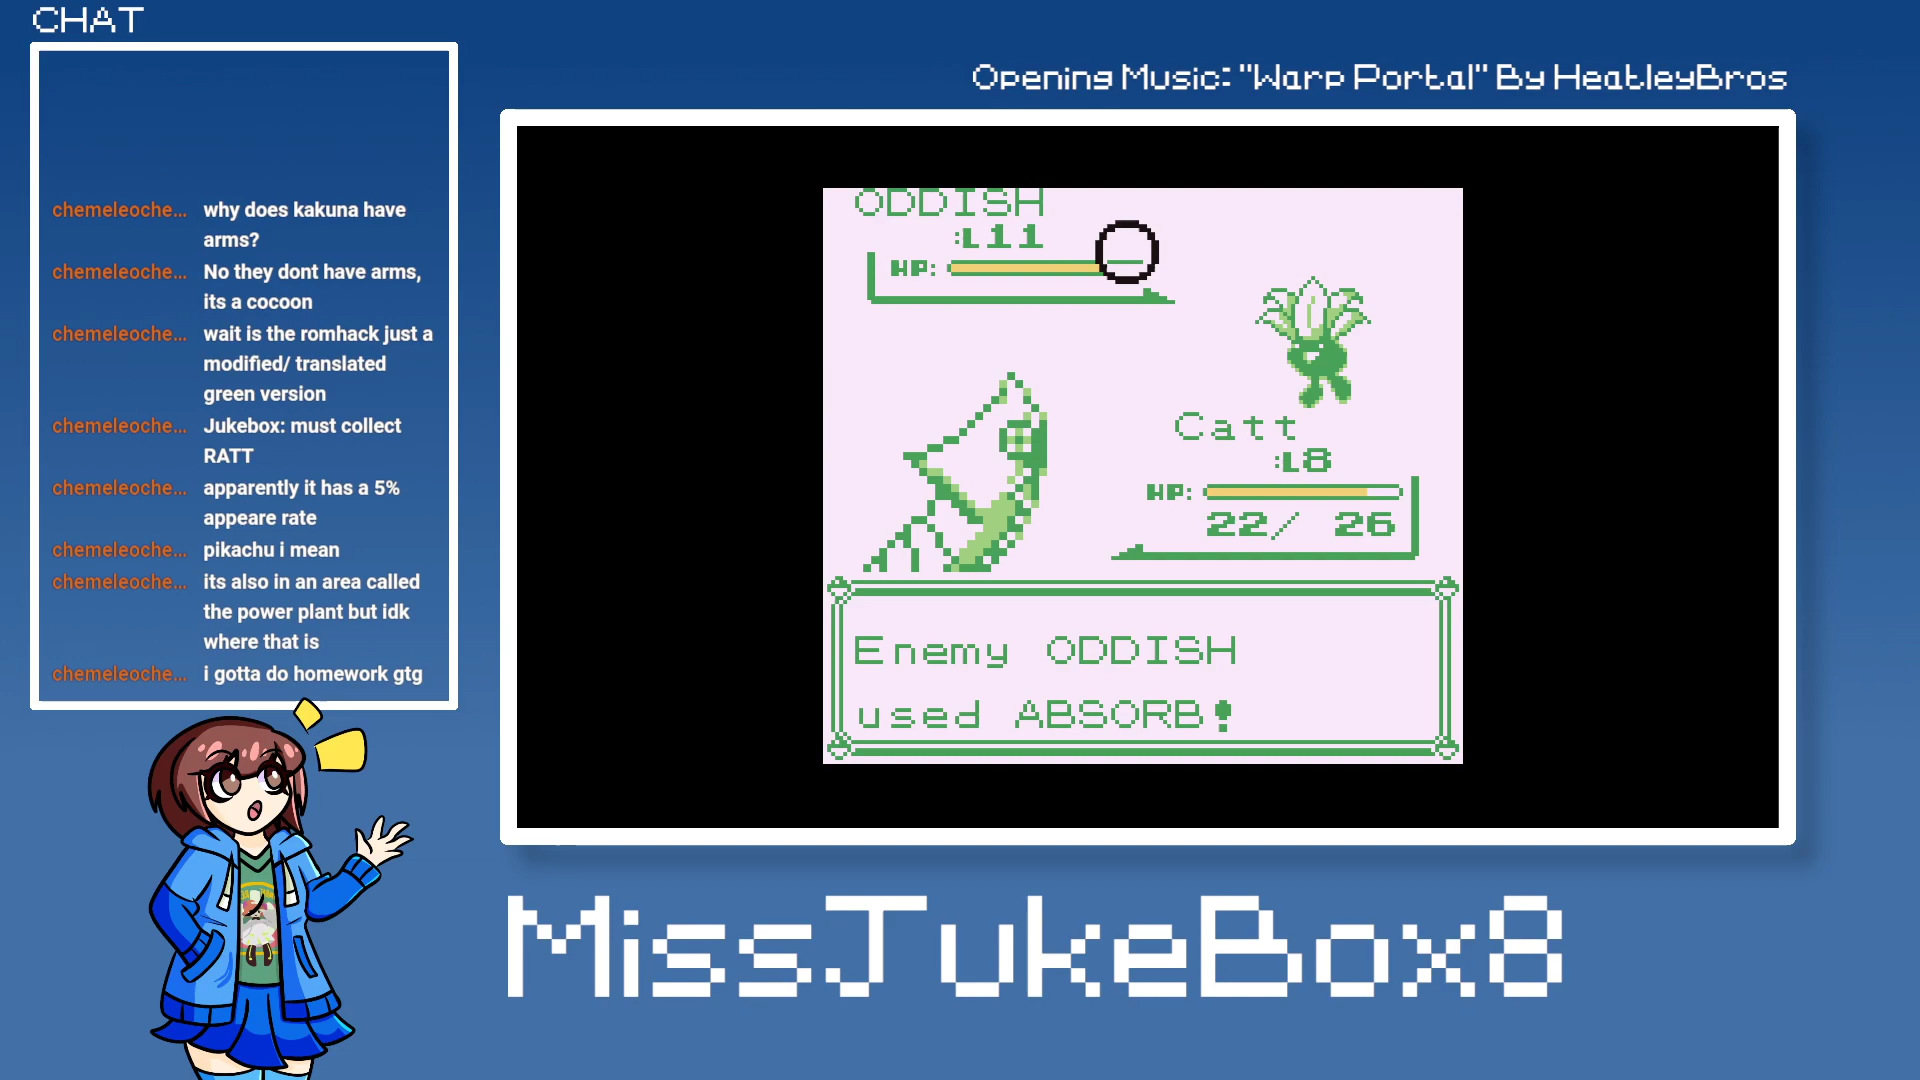 CHAT
Opening Music: "Warp Portal" By HeatleyBros
chemeleoche... why does kakuna have
arms?
chemeleoche... No they dont have arms,
its a cocoon
chemeleoche... wait is the romhack just a
modified/ translated
green version
chemeleoche... Jukebox: must collect
RATT
chemeleoche... apparently it has a 5%
appeare rate
chemeleoche... pikachu i mean
chemeleoche... its also in an area called
the power plant but idk
where that is
chemeleoche... i gotta do homework gtg
ODDISH
:L11
HP:
Catt
:L8
HP:
22/ 26
Enemy ODDISH
used ABSORB!
MissJukeBox8